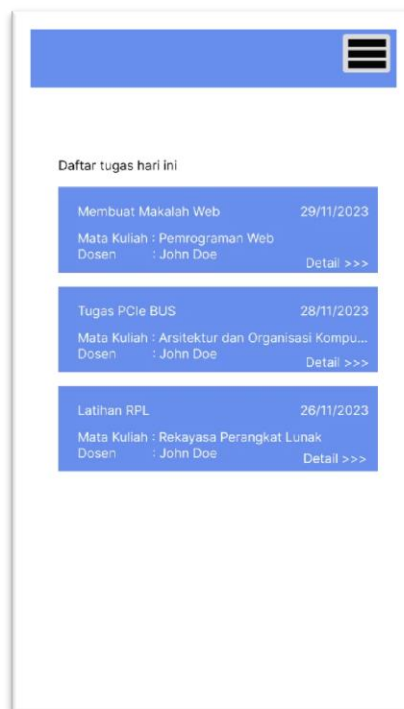 Daftar tugas hari ini
Membuat Makalah Web 29/11/2023
Mata Kuliah : Pemrograman Web
Dosen : John Doe
Detail >>>
Tugas PCIe BUS 28/11/2023
Mata Kuliah : Arsitektur dan Organisasi Kompu...
Dosen : John Doe
Detail >>>
Latihan RPL 26/11/2023
Mata Kuliah : Rekayasa Perangkat Lunak
Dosen : John Doe
Detail >>>